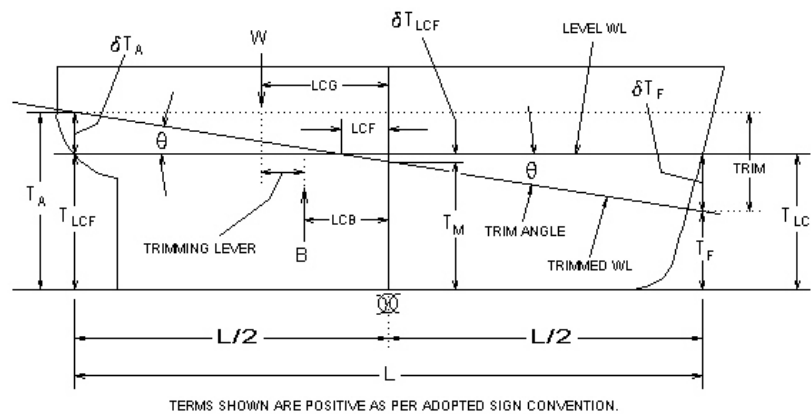 W
δT_LCF
LEVEL WL
δT_A
LCG
δT_F
LCF
θ
θ
TRIM
T_A
T_LCF
LCB
T_M
TRIM ANGLE
T_F
T_LC
TRIMMING LEVER
B
TRIMMED WL
L/2
L/2
L
TERMS SHOWN ARE POSITIVE AS PER ADOPTED SIGN CONVENTION.